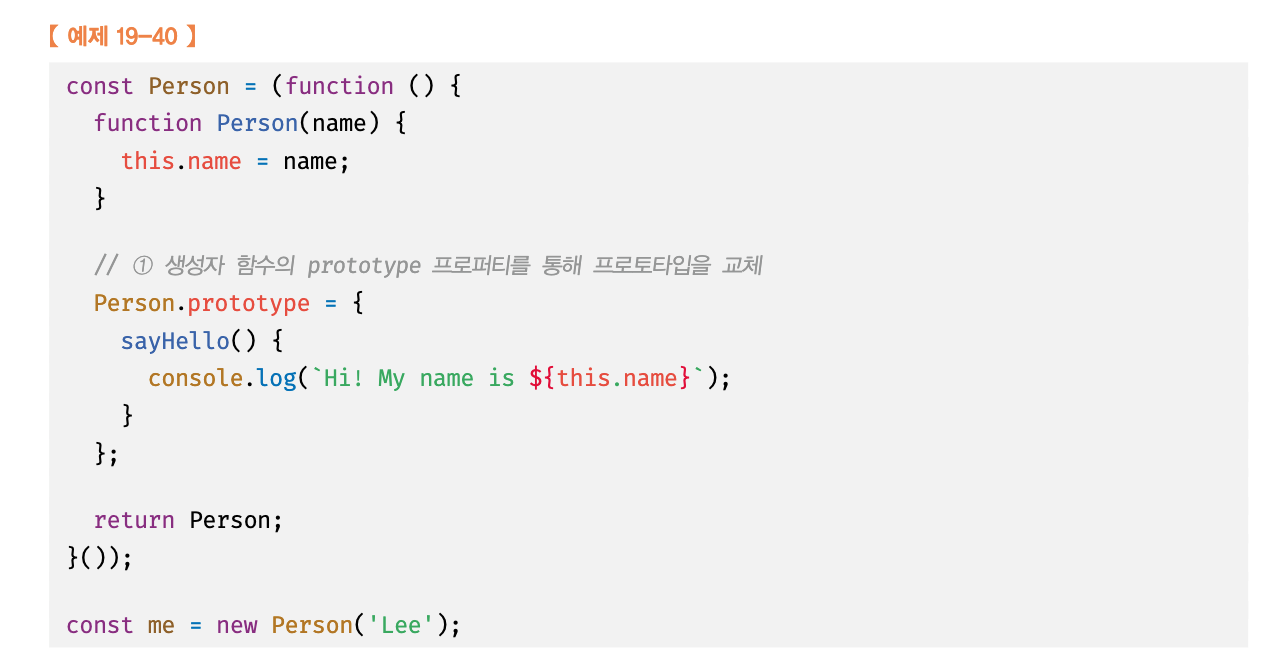 【 예제 19-40 】
const Person = (function () {
  function Person(name) {
    this.name = name;
  }

  // ① 생성자 함수의 prototype 프로퍼티를 통해 프로토타입을 교체
  Person.prototype = {
    sayHello() {
      console.log(`Hi! My name is ${this.name}`);
    }
  };

  return Person;
}());

const me = new Person('Lee');